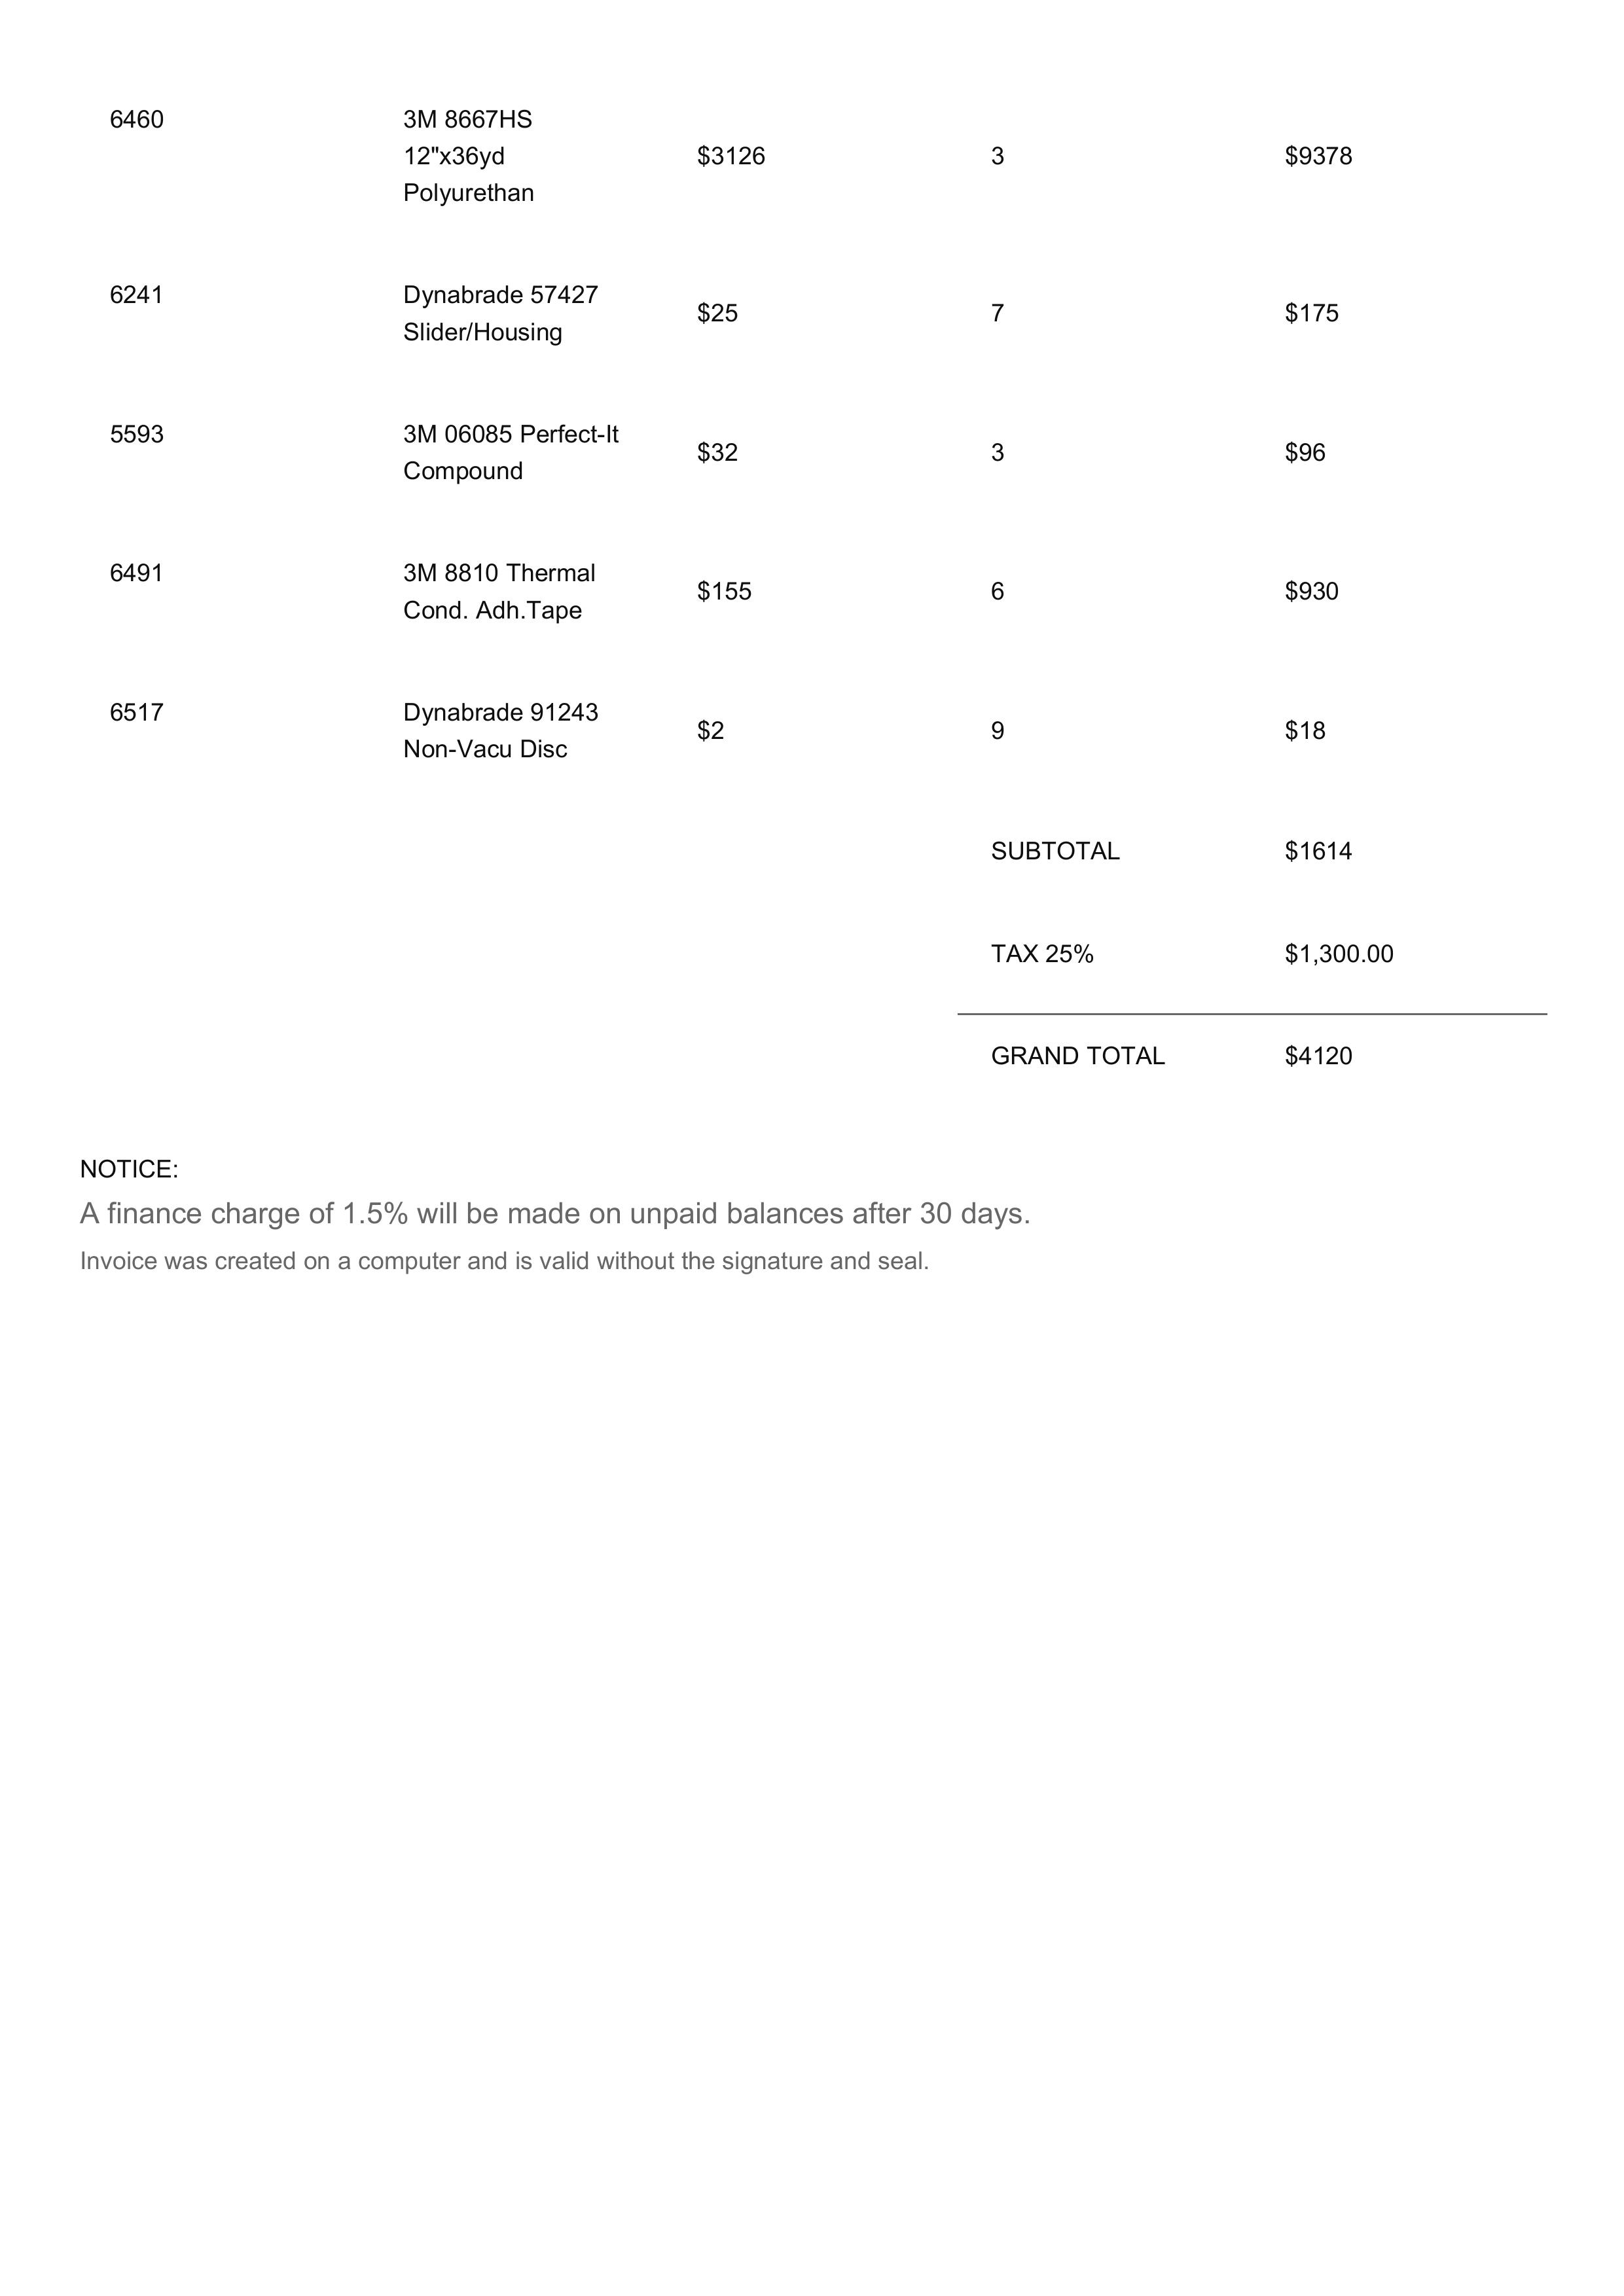 6460 3M 8667HS
12"x36yd $3126 3 $9378
Polyurethan
6241 Dynabrade 57427
Slider/Housing $25 7 $175
5593 3M 06085 Perfect-It
Compound $32 3 $96
6491 3M 8810 Thermal
Cond. Adh.Tape $155 6 $930
6517 Dynabrade 91243
Non-Vacu Disc $2 9 $18
SUBTOTAL $1614
TAX 25% $1,300.00
GRAND TOTAL $4120
NOTICE:
A finance charge of 1.5% will be made on unpaid balances after 30 days.
Invoice was created on a computer and is valid without the signature and seal.